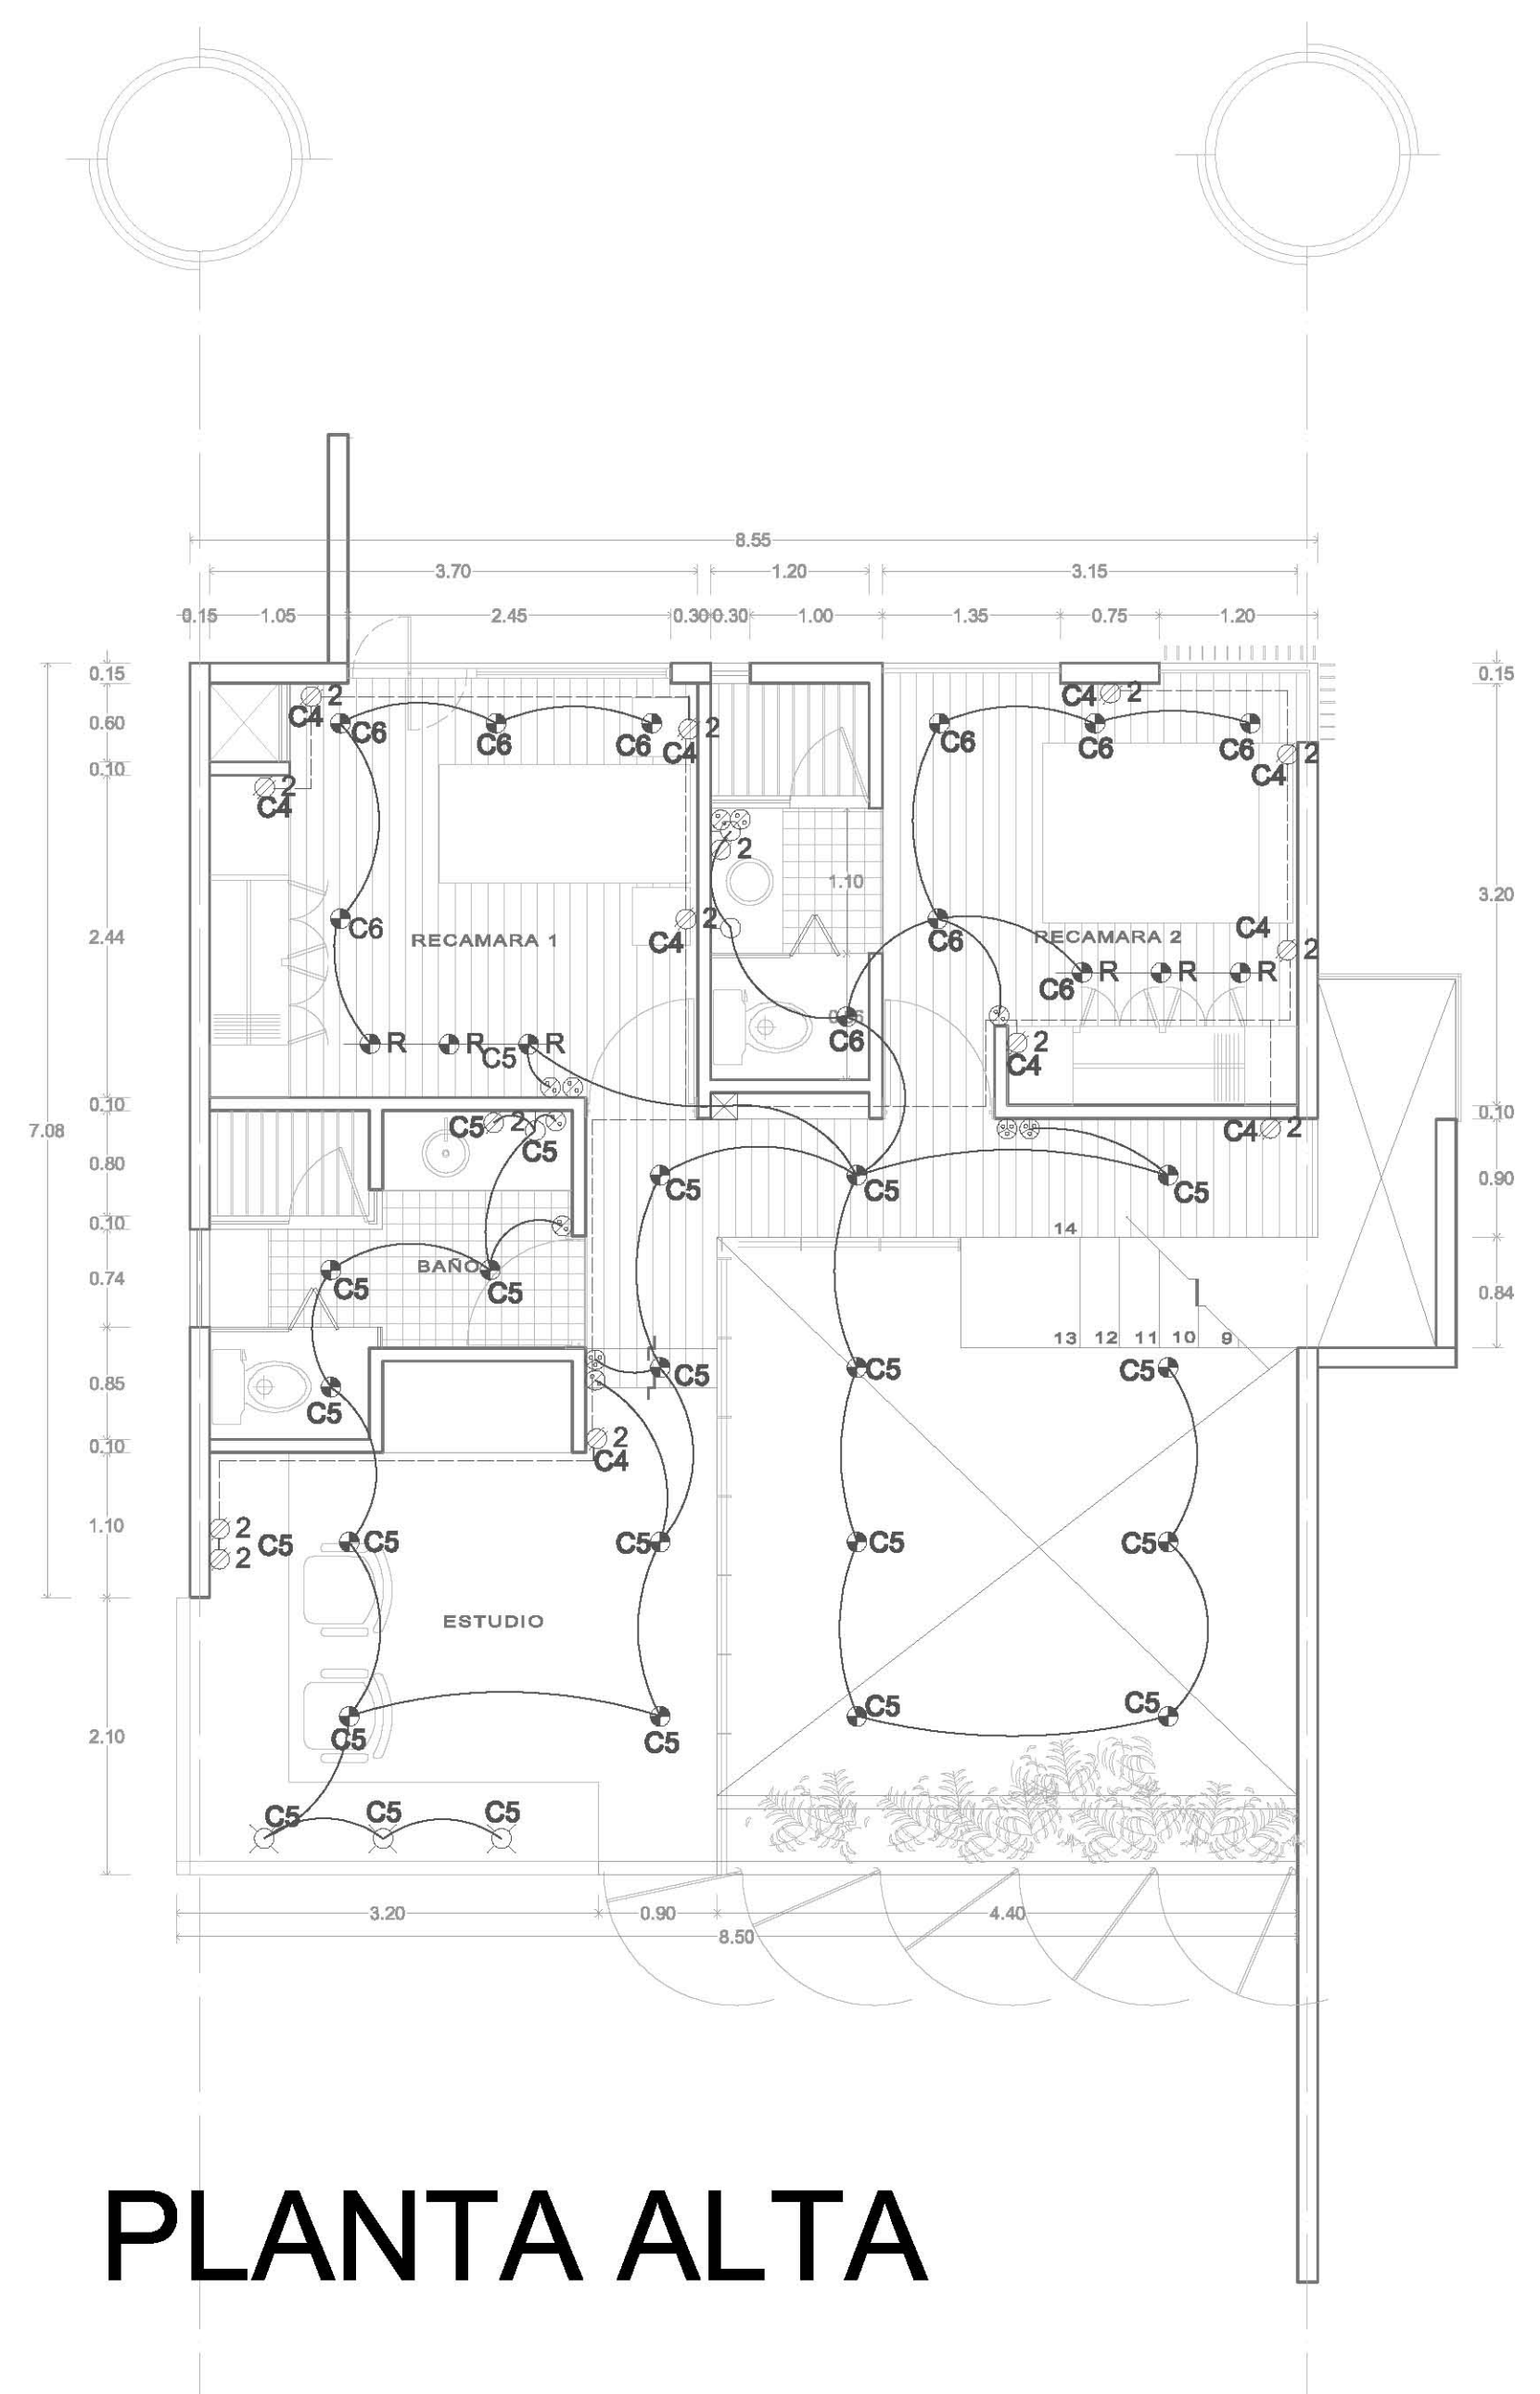 8.55
3.70 1.20 3.15
0.15 1.05 2.45 0.30 0.30 1.00 1.35 0.75 1.20
0.15 0.15
2 C4 2
C4
0.60 C6 2 C6
C6 C6 C6 C6
C4 2
0.10 C4
2
C4
2
1.10
3.20
2 C4
C6 2.44 RECAMARA 1 C6 RECAMARA 2
C4 2
R R R
C6
C6
R R R 2
C5 C4
0.10 0.10
7.08 C5 2 C4 2
C5
0.80 0.90
C5 C5 C5
0.10 14
BAÑO
0.74 C5 C5 0.84
13 12 11 10 9
C5 C5 C5
0.85
C5
0.10 2
C4
1.10 2 C5 C5 C5 C5 C5
2
ESTUDIO
C5 C5
2.10 C5 C5
C5 C5 C5
3.20 0.90 4.40
8.50
PLANTA ALTA